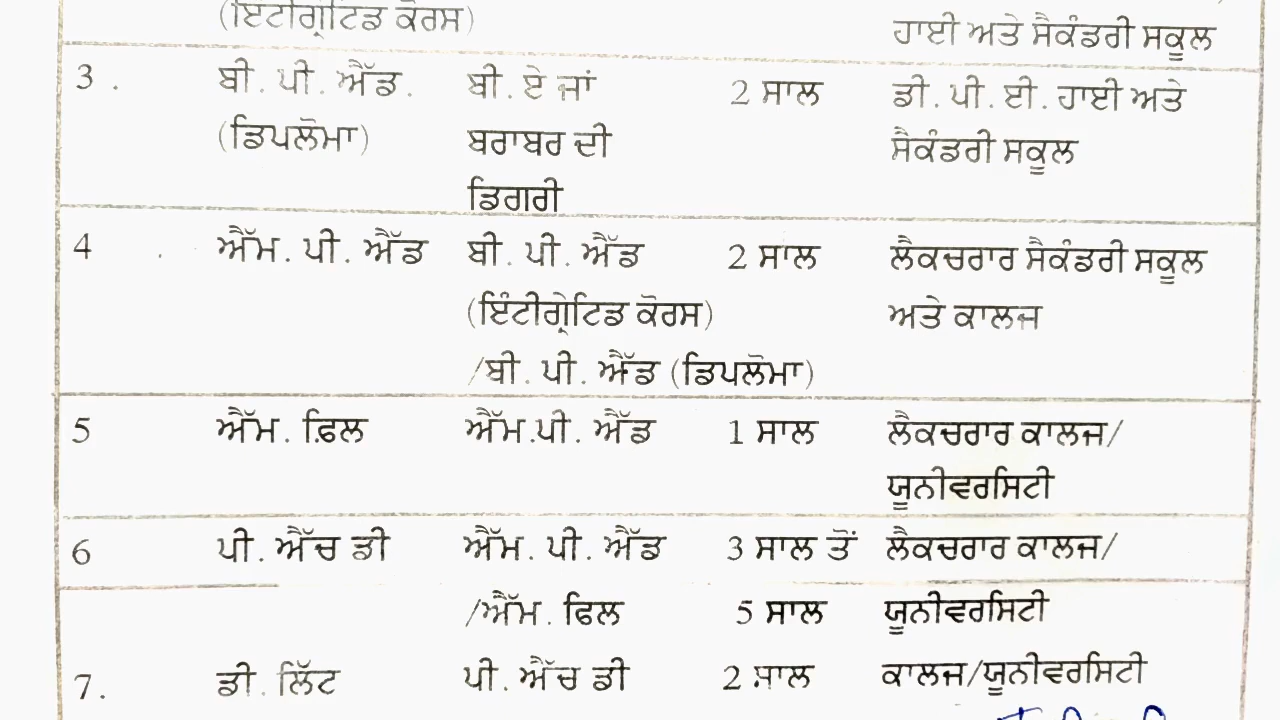 (ਇੰਟੀਗ੍ਰੇਟਿਡ ਕੋਰਸ) ਹਾਈ ਅਤੇ ਸੈਕੰਡਰੀ ਸਕੂਲ
3 . ਬੀ. ਪੀ. ਐੱਡ. ਬੀ. ਏ ਜਾਂ 2 ਸਾਲ ਡੀ. ਪੀ. ਈ. ਹਾਈ ਅਤੇ
(ਡਿਪਲੋਮਾ) ਬਰਾਬਰ ਦੀ ਸੈਕੰਡਰੀ ਸਕੂਲ
ਡਿਗਰੀ
4 . ਐੱਮ. ਪੀ. ਐੱਡ ਬੀ. ਪੀ. ਐੱਡ 2 ਸਾਲ ਲੈਕਚਰਾਰ ਸੈਕੰਡਰੀ ਸਕੂਲ
(ਇੰਟੀਗ੍ਰੇਟਿਡ ਕੋਰਸ) ਅਤੇ ਕਾਲਜ
/ਬੀ. ਪੀ. ਐੱਡ (ਡਿਪਲੋਮਾ)
5 ਐੱਮ. ਫ਼ਿਲ ਐੱਮ.ਪੀ. ਐੱਡ 1 ਸਾਲ ਲੈਕਚਰਾਰ ਕਾਲਜ/
ਯੂਨੀਵਰਸਿਟੀ
6 ਪੀ. ਐੱਚ ਡੀ ਐੱਮ. ਪੀ. ਐੱਡ 3 ਸਾਲ ਤੋਂ ਲੈਕਚਰਾਰ ਕਾਲਜ/
/ਐੱਮ. ਫਿਲ 5 ਸਾਲ ਯੂਨੀਵਰਸਿਟੀ
7. ਡੀ. ਲਿੱਟ ਪੀ. ਐੱਚ ਡੀ 2 ਸਾਲ ਕਾਲਜ/ਯੂਨੀਵਰਸਿਟੀ